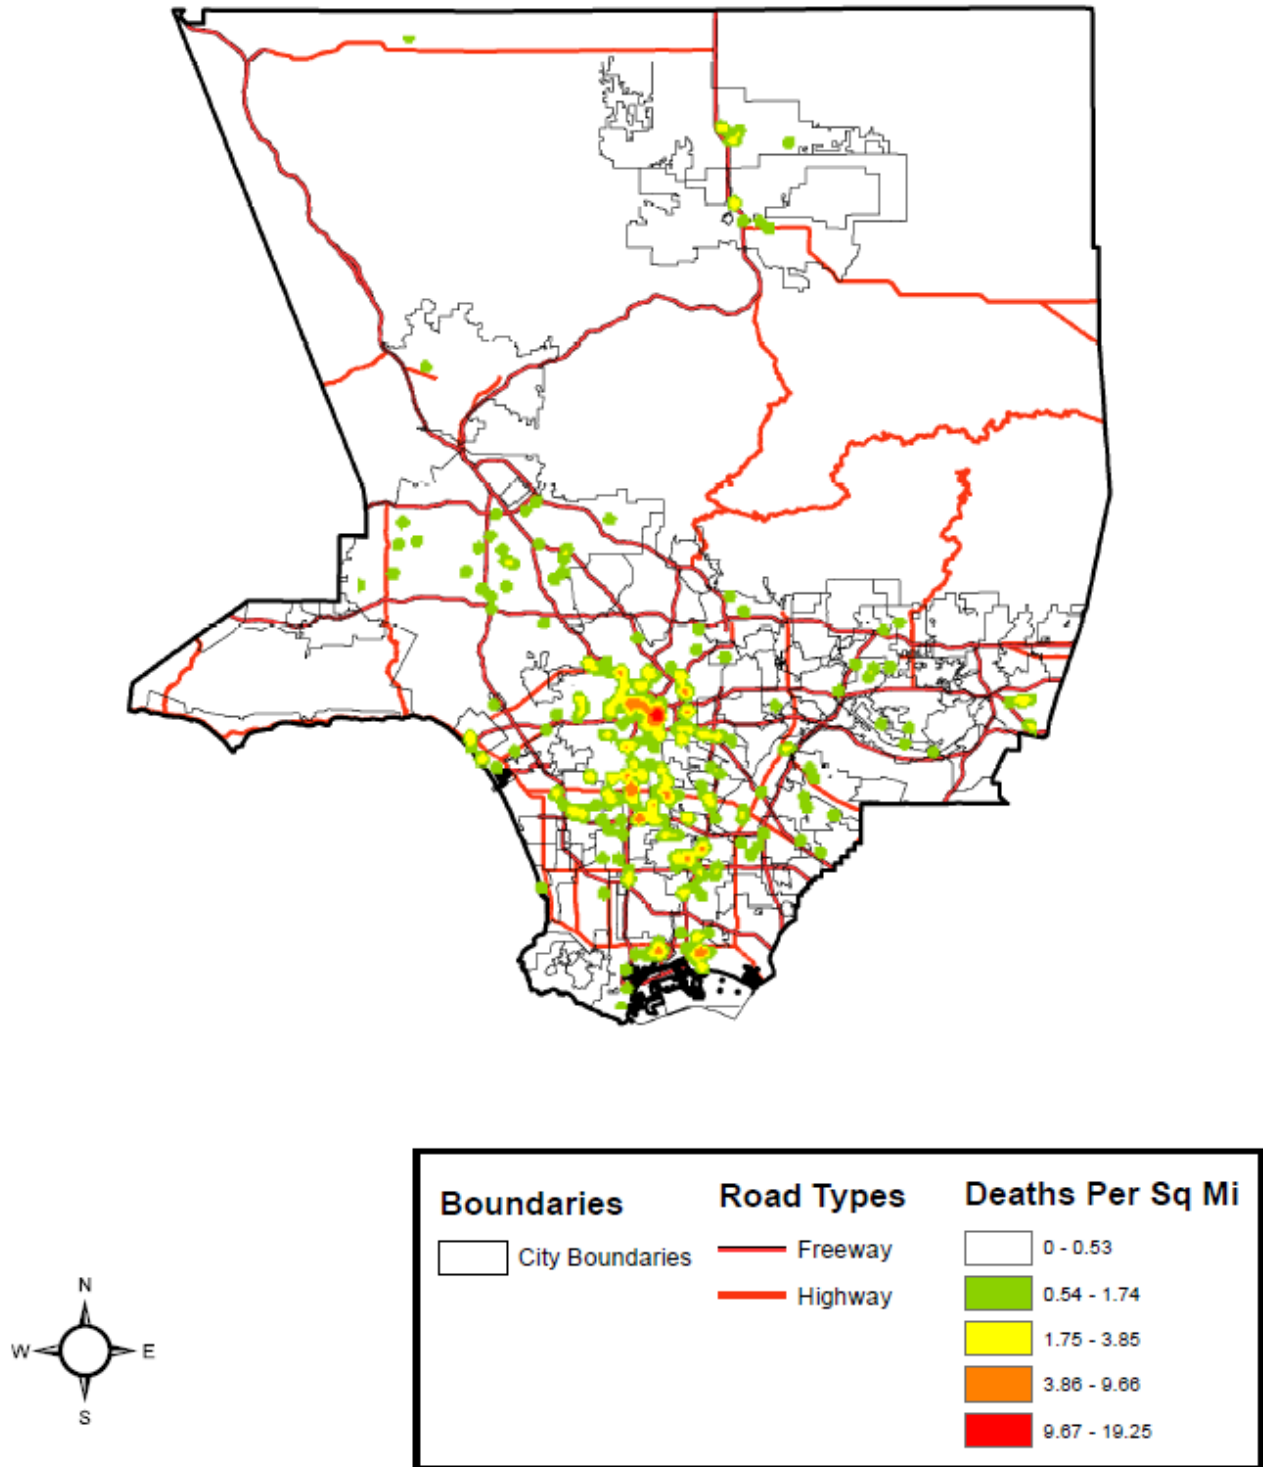 Boundaries
City Boundaries
Road Types
Freeway
Highway
Deaths Per Sq Mi
0 - 0.53
0.54 - 1.74
1.75 - 3.85
3.86 - 9.66
9.67 - 19.25
N
W E
S